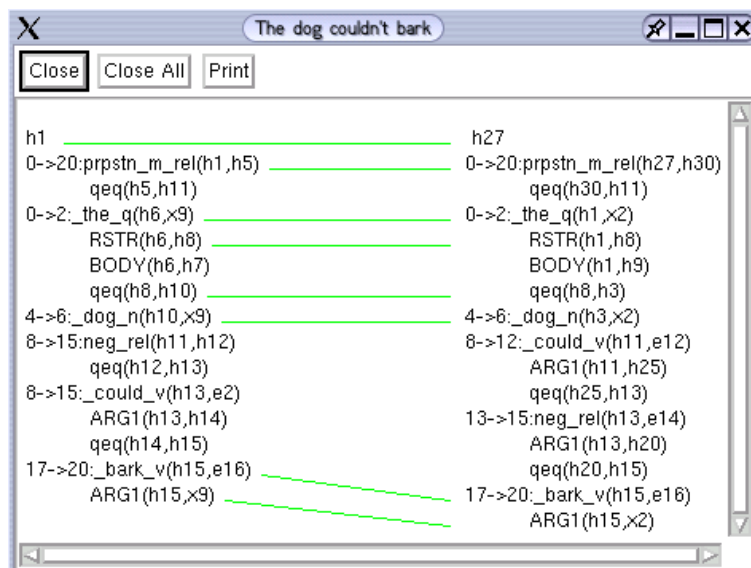 The dog couldn't bark
Close Close All Print
h1 h27
0->20:prpstn_m_rel(h1,h5) 0->20:prpstn_m_rel(h27,h30)
qeq(h5,h11) qeq(h30,h11)
0->2:_the_q(h6,x9) 0->2:_the_q(h1,x2)
RSTR(h6,h8) RSTR(h1,h8)
BODY(h6,h7) BODY(h1,h9)
qeq(h8,h10) qeq(h8,h3)
4->6:_dog_n(h10,x9) 4->6:_dog_n(h3,x2)
8->15:neg_rel(h11,h12) 8->12:_could_v(h11,e12)
qeq(h12,h13) ARG1(h11,h25)
8->15:_could_v(h13,e2) qeq(h25,h13)
ARG1(h13,h14) 13->15:neg_rel(h13,e14)
qeq(h14,h15) ARG1(h13,h20)
17->20:_bark_v(h15,e16) qeq(h20,h15)
ARG1(h15,x9) 17->20:_bark_v(h15,e16)
ARG1(h15,x2)